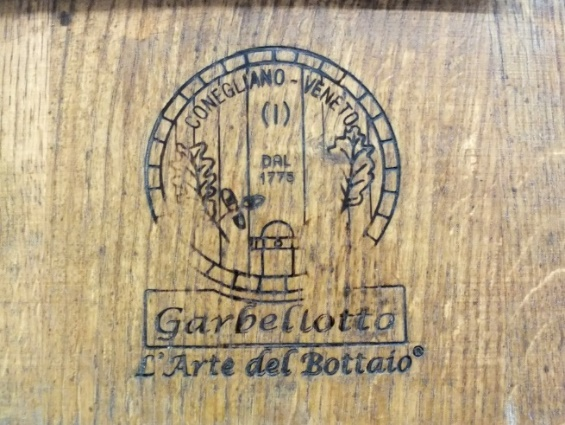 CONEGLIANO - VENETO
(I)
DAL
1775
Garbellotto
L'Arte del Bottaio®